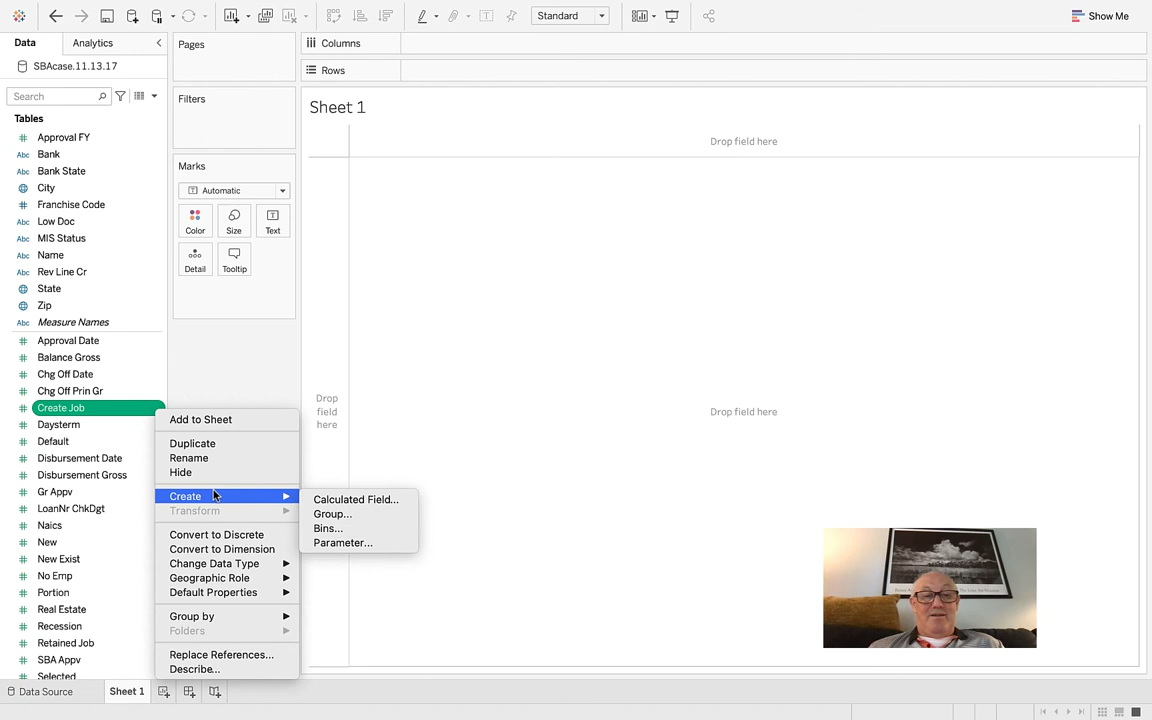 Standard
Show Me
Data
Analytics
SBAcase.11.13.17
Search
Tables
Approval FY
Bank
Bank State
City
Franchise Code
Low Doc
MIS Status
Name
Rev Line Cr
State
Zip
Measure Names
Approval Date
Balance Gross
Chg Off Date
Chg Off Prin Gr
Create Job
Daysterm
Default
Disbursement Date
Disbursement Gross
Gr Appv
LoanNr ChkDgt
Naics
New
New Exist
No Emp
Portion
Real Estate
Recession
Retained Job
SBA Appv
Selected
Pages
Filters
Marks
Automatic
Color
Size
Text
Detail
Tooltip
Columns
Rows
Sheet 1
Drop field here
Drop
field
here
Drop field here
Add to Sheet
Duplicate
Rename
Hide
Create
Transform
Convert to Discrete
Convert to Dimension
Change Data Type
Geographic Role
Default Properties
Group by
Folders
Replace References...
Describe...
Calculated Field...
Group...
Bins...
Parameter...
Data Source
Sheet 1